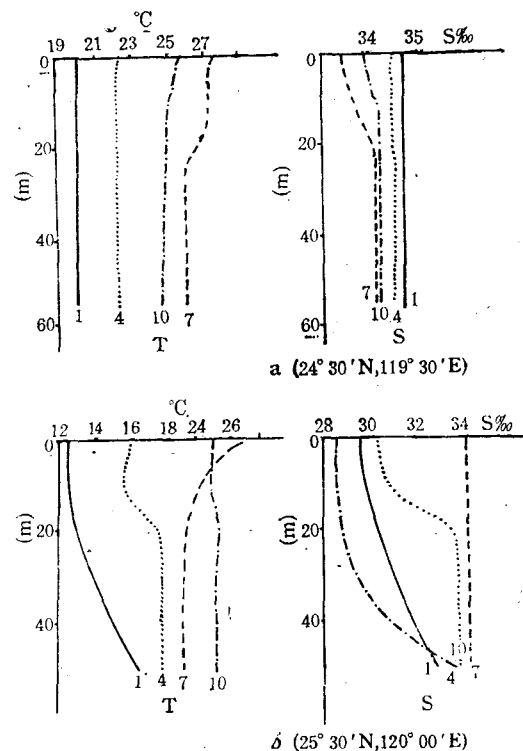 °C
19 21 23 25 27
0
20
40
60
(m)
1 4 10 7
T
S‰
34 35
0
20
40
60
(m)
7 10 4 1
S
a (24° 30′N,119° 30′E)
°C
12 14 16 18 24 26
0
20
40
(m)
1 4 7 10
T
S‰
28 30 32 34
0
20
40
(m)
10
1 4 7
S
b (25° 30′N,120° 00′E)